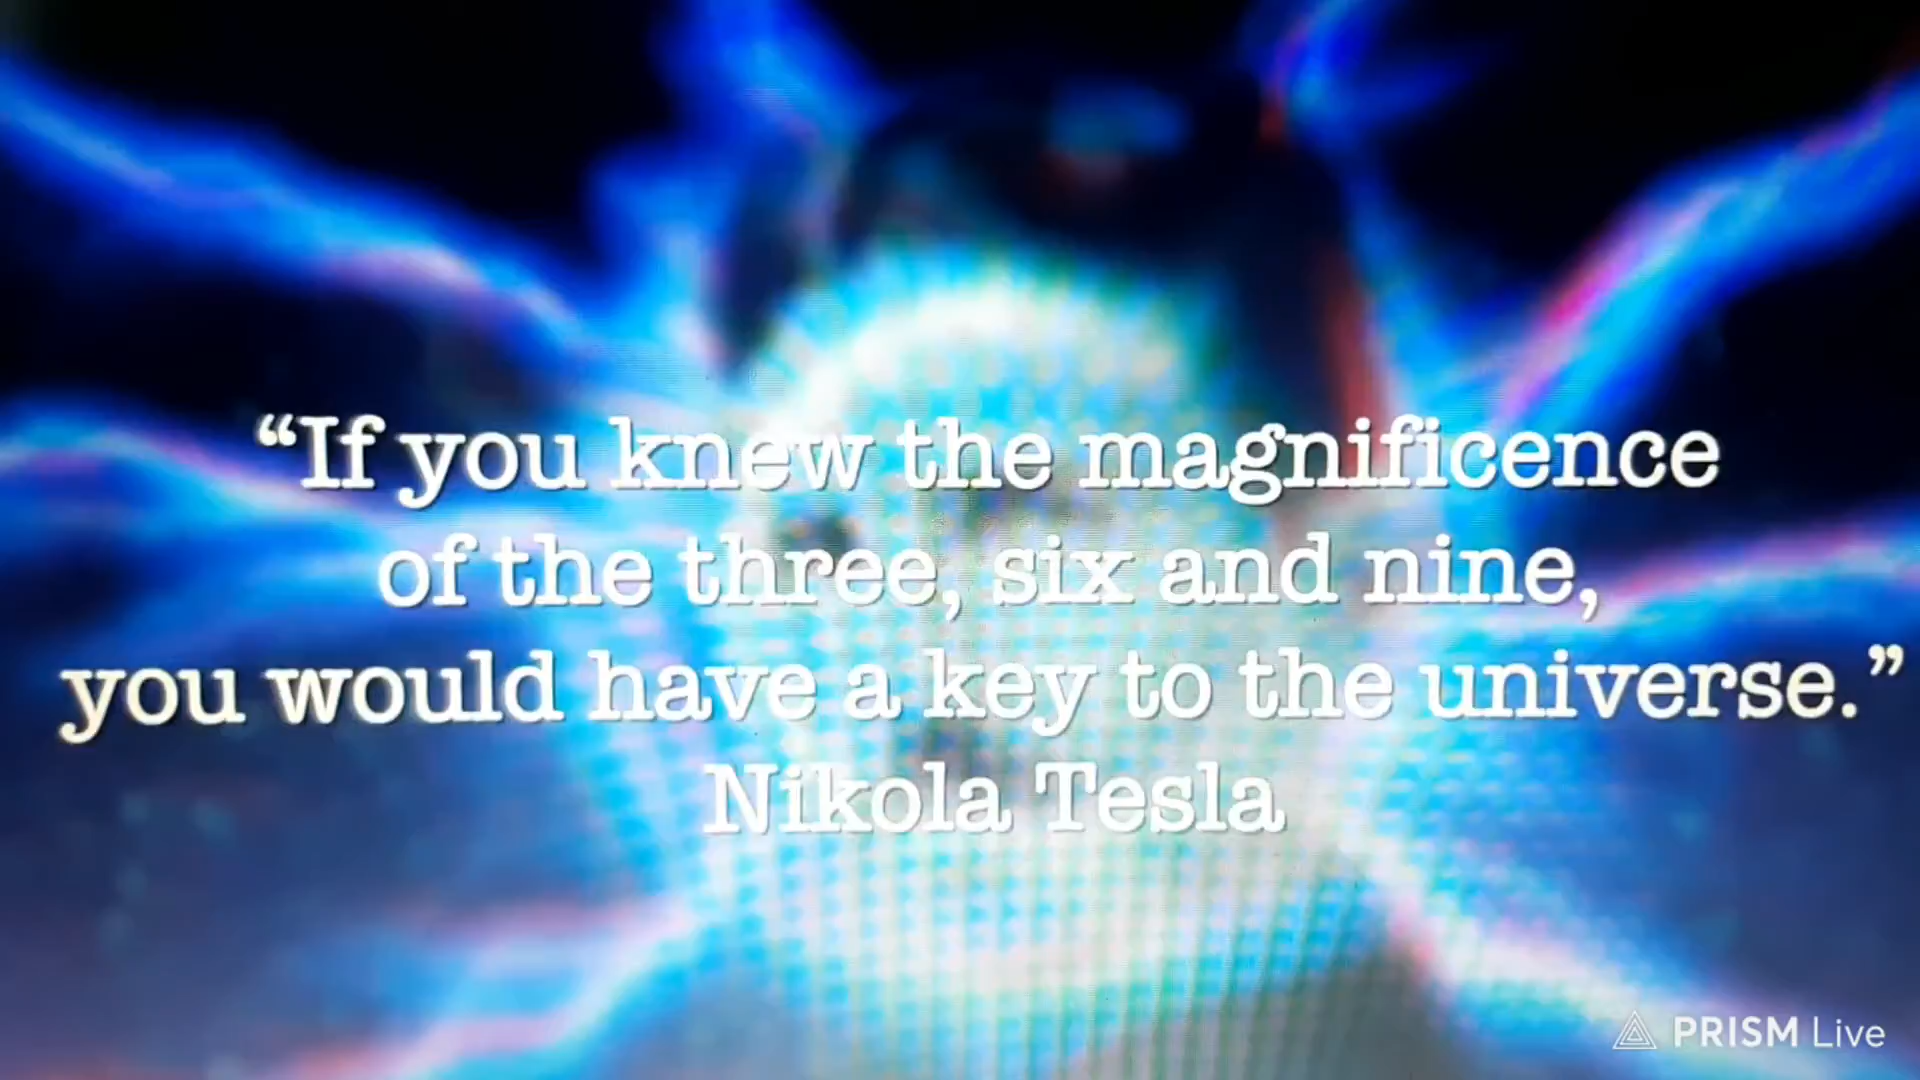 “If you knew the magnificence
of the three, six and nine,
you would have a key to the universe.”
Nikola Tesla
PRISM Live